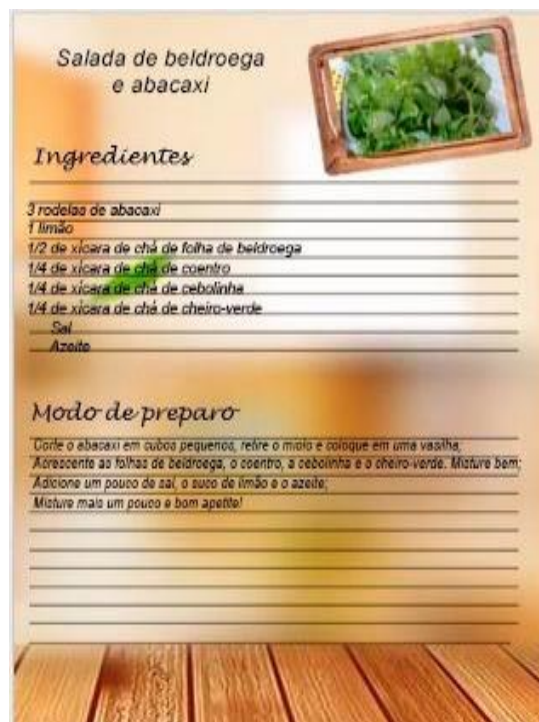 Salada de beldroega
e abacaxi
Ingredientes
3 rodelas de abacaxi
1 limão
1/2 de xícara de chá de folha de beldroega
1/4 de xícara de chá de coentro
1/4 de xícara de chá de cebolinha
1/4 de xícara de chá de cheiro-verde
Sal
Azeite
Modo de preparo
Corte o abacaxi em cubos pequenos, retire o miolo e coloque em uma vasilha;
Acrescente as folhas de beldroega, o coentro, a cebolinha e o cheiro-verde. Misture bem;
Adicione um pouco de sal, o suco de limão e o azeite;
Misture mais um pouco e bom apetite!